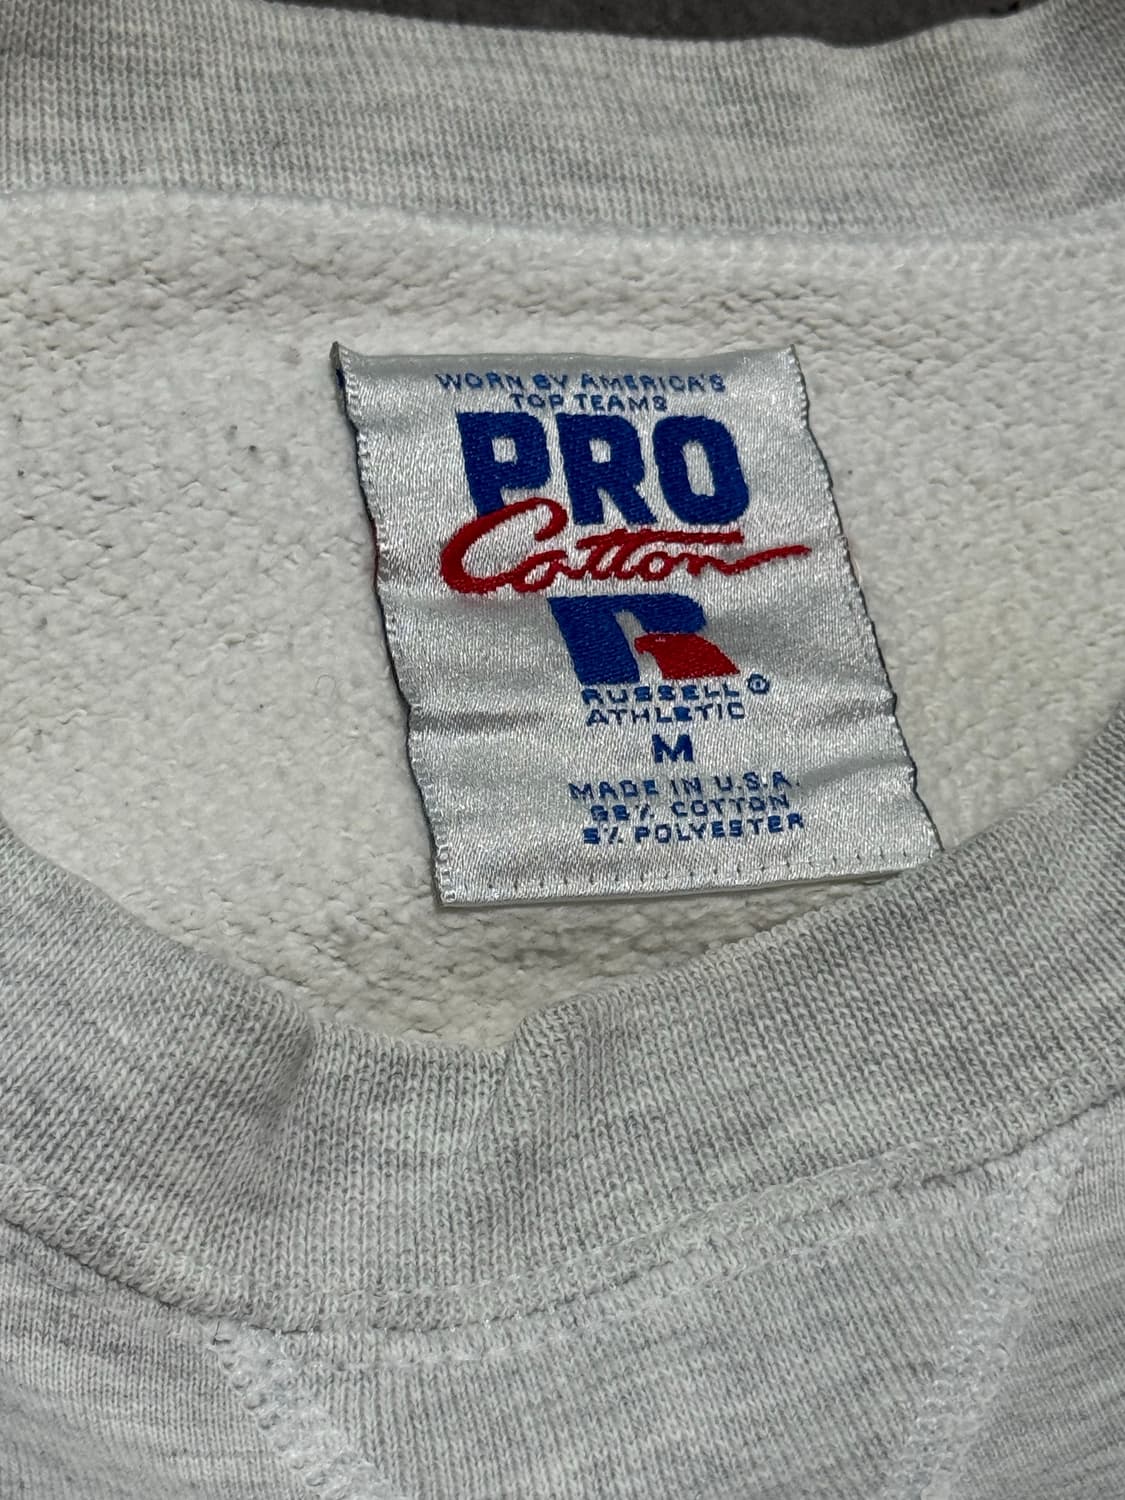 WORN BY AMERICA'S
TOP TEAMS
PRO
Cotton
R
RUSSELL®
ATHLETIC
M
MADE IN U.S.A.
95% COTTON
5% POLYESTER